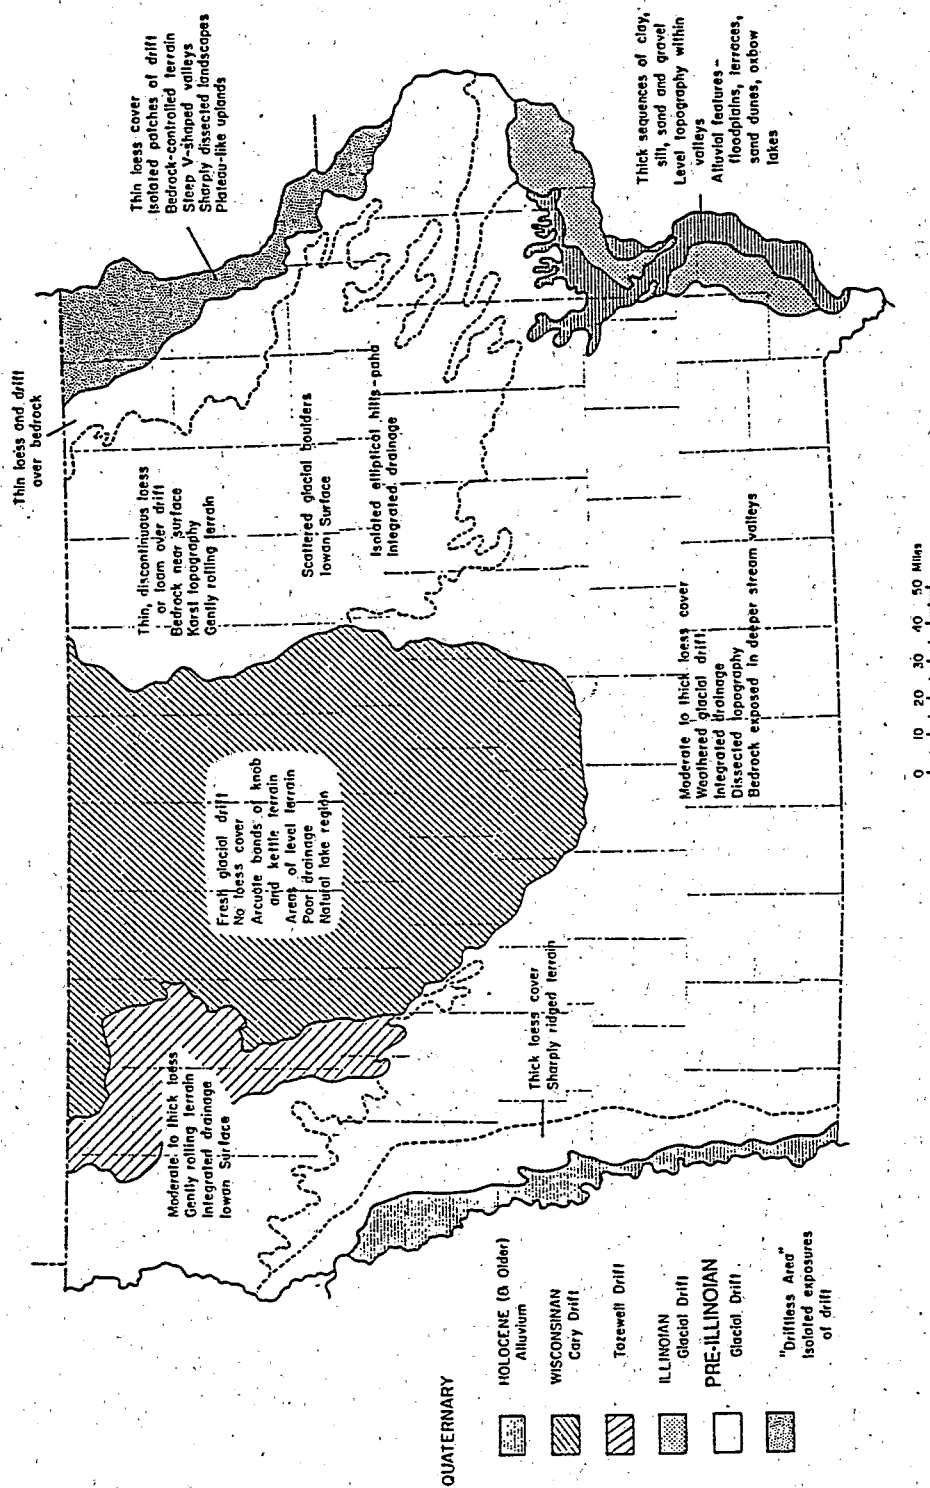 Thin loess and drift
over bedrock
Thin loess cover
Isolated patches of drift
Bedrock-controlled terrain
Steep V-shaped valleys
Sharply dissected landscapes
Plateau-like uplands
Moderate to thick loess
Gently rolling terrain
Integrated drainage
Iowan Surface
Fresh glacial drift
No loess cover
Arcuate bands of knob
and kettle terrain
Areas of level terrain
Poor drainage
Natural lake region
Thin, discontinuous loess
or loam over drift
Bedrock near surface
Karst topography
Gently rolling terrain
Scattered glacial boulders
Iowan Surface
Isolated elliptical hills-paha
Integrated drainage
Thick loess cover
Sharply ridged terrain
Moderate to thick loess cover
Weathered glacial drift
Integrated drainage
Dissected topography
Bedrock exposed in deeper stream valleys
Thick sequences of clay,
silt, sand and gravel
Level topography within
valleys
Alluvial features-
floodplains, terraces,
sand dunes, oxbow
lakes
QUATERNARY
HOLOCENE (& Older)
Alluvium
WISCONSINAN
Cary Drift
Tazewell Drift
ILLINOIAN
Glacial Drift
PRE-ILLINOIAN
Glacial Drift
"Driftless Area"
Isolated exposures
of drift
0 10 20 30 40 50 Miles